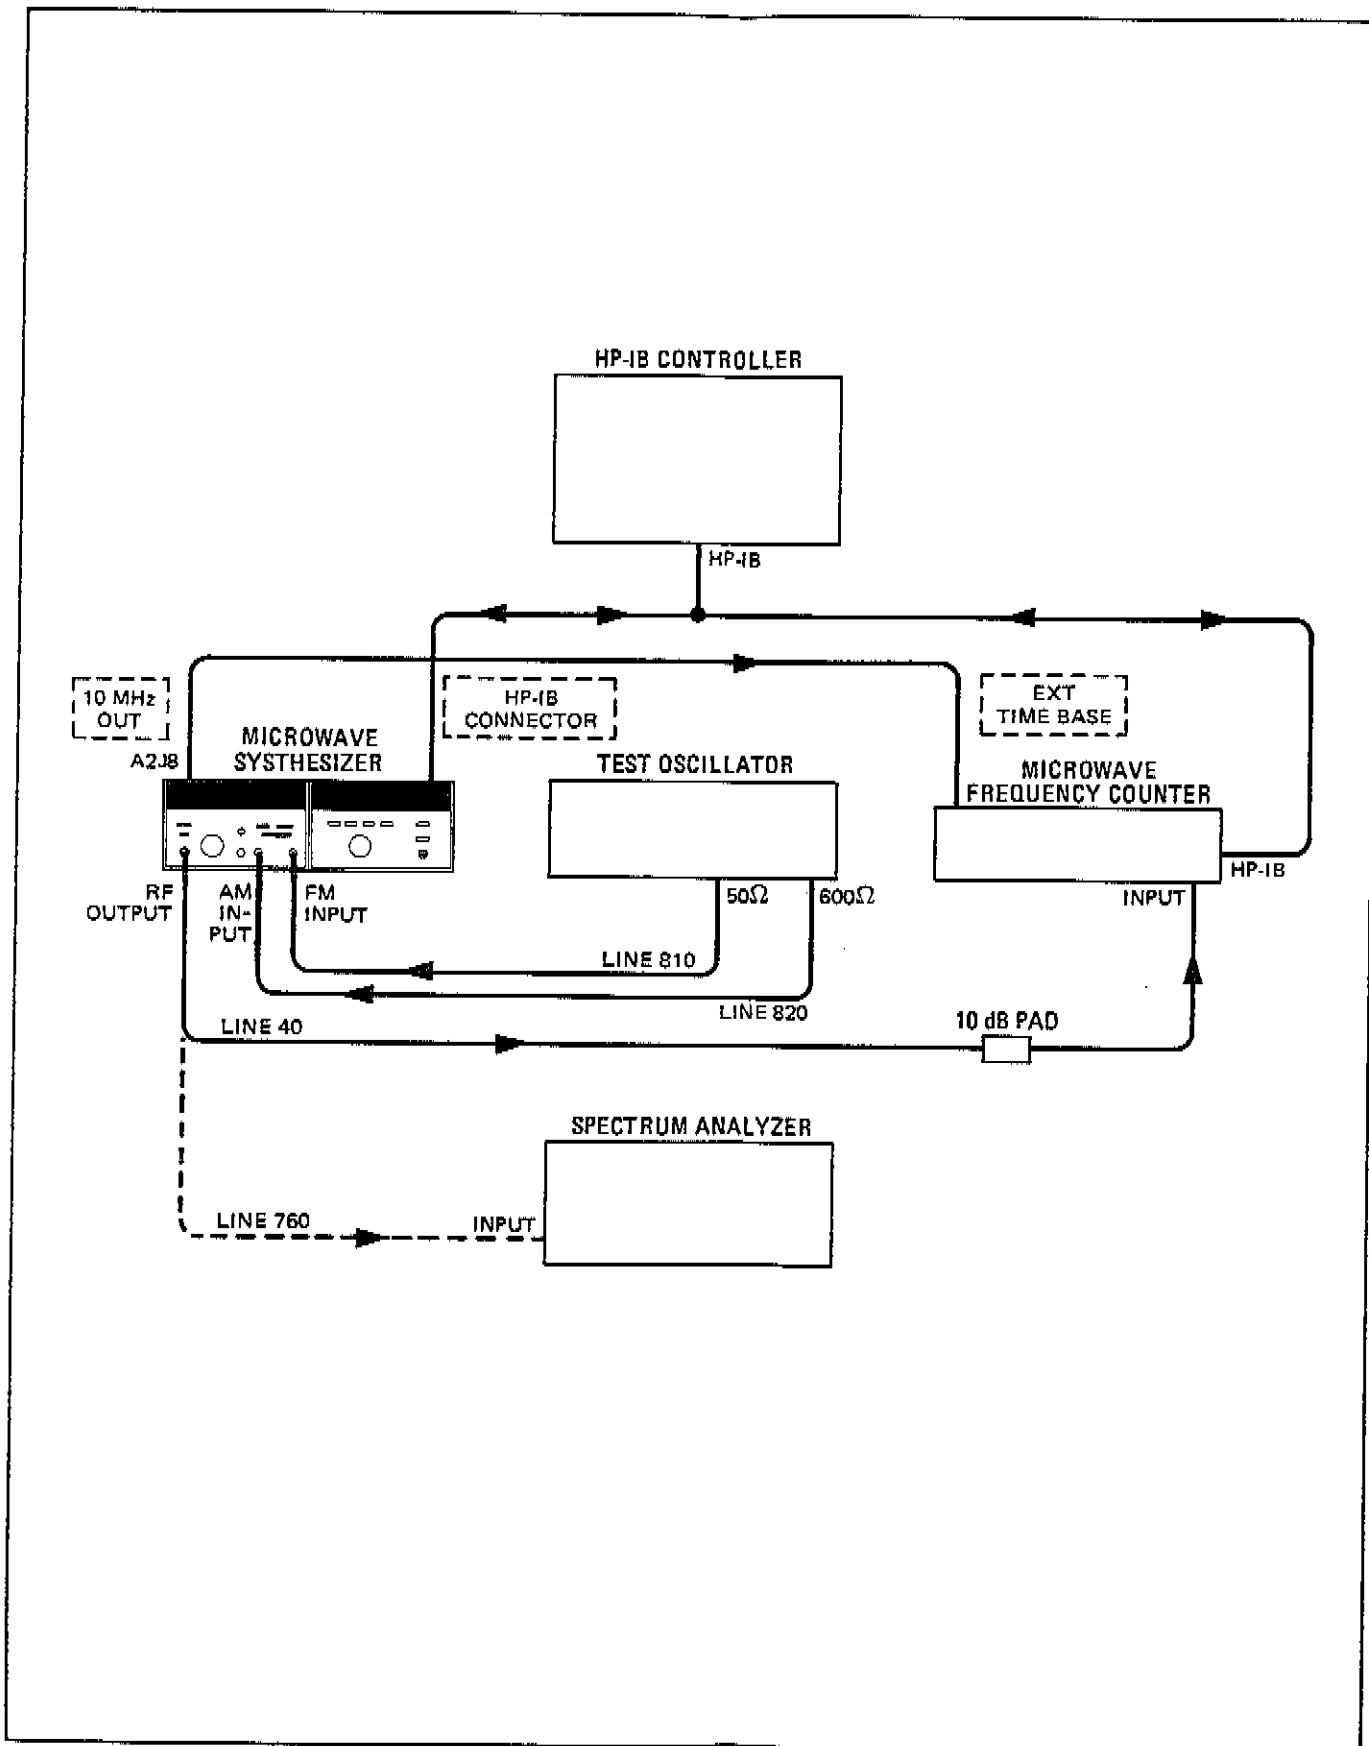 HP-IB CONTROLLER
HP-IB
10 MHz
OUT
A2J8
HP-IB
CONNECTOR
EXT
TIME BASE
MICROWAVE
SYSTHESIZER
TEST OSCILLATOR
MICROWAVE
FREQUENCY COUNTER
RF
OUTPUT
AM
IN-
PUT
FM
INPUT
50Ω
600Ω
HP-IB
INPUT
LINE 810
LINE 820
LINE 40
10 dB PAD
SPECTRUM ANALYZER
LINE 760
INPUT